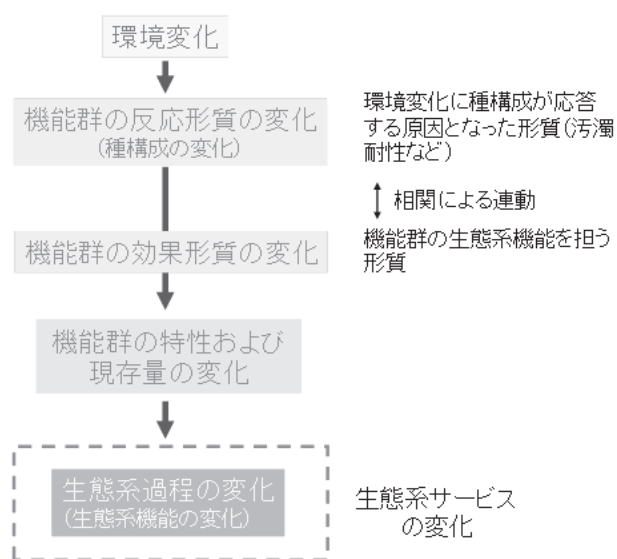 環境変化
機能群の反応形質の変化
(種構成の変化)
環境変化に種構成が応答
する原因となった形質(汚濁
耐性など)
相関による連動
機能群の効果形質の変化
機能群の生態系機能を担う
形質
機能群の特性および
現存量の変化
生態系過程の変化
(生態系機能の変化)
生態系サービス
の変化